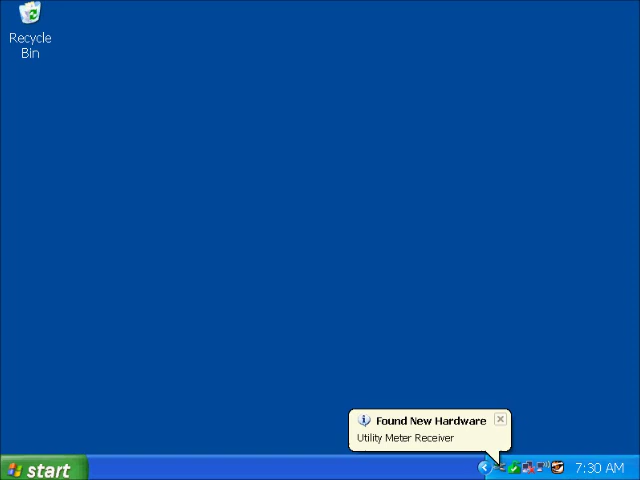 Recycle
Bin
Found New Hardware
Utility Meter Receiver
start
7:30 AM